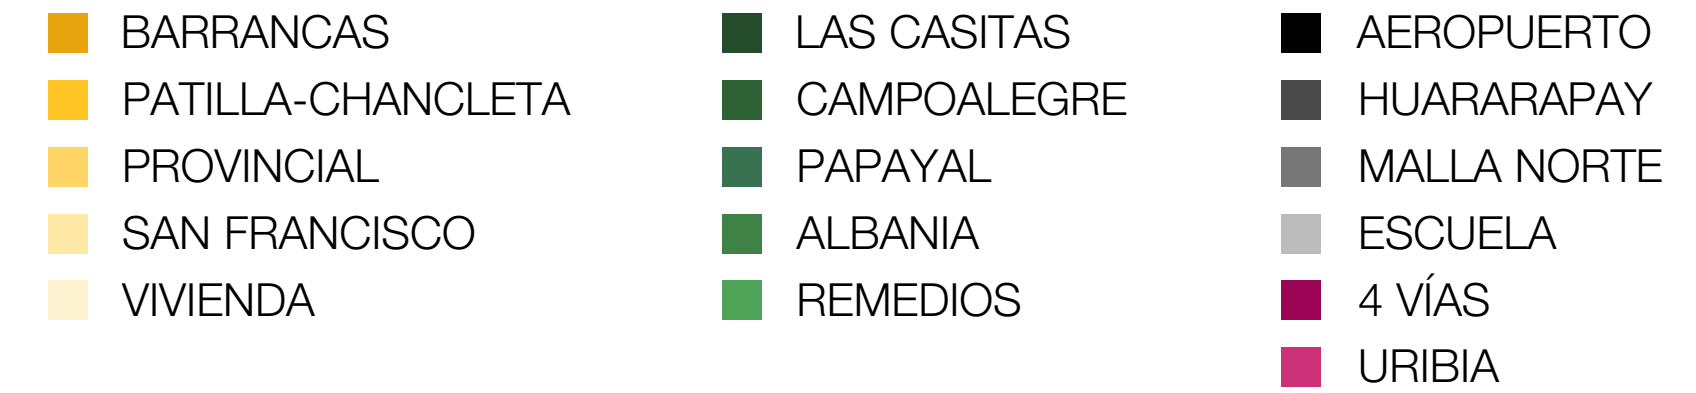 BARRANCAS
PATILLA-CHANCLETA
PROVINCIAL
SAN FRANCISCO
VIVIENDA
LAS CASITAS
CAMPOALEGRE
PAPAYAL
ALBANIA
REMEDIOS
AEROPUERTO
HUARARAPAY
MALLA NORTE
ESCUELA
4 VÍAS
URIBIA